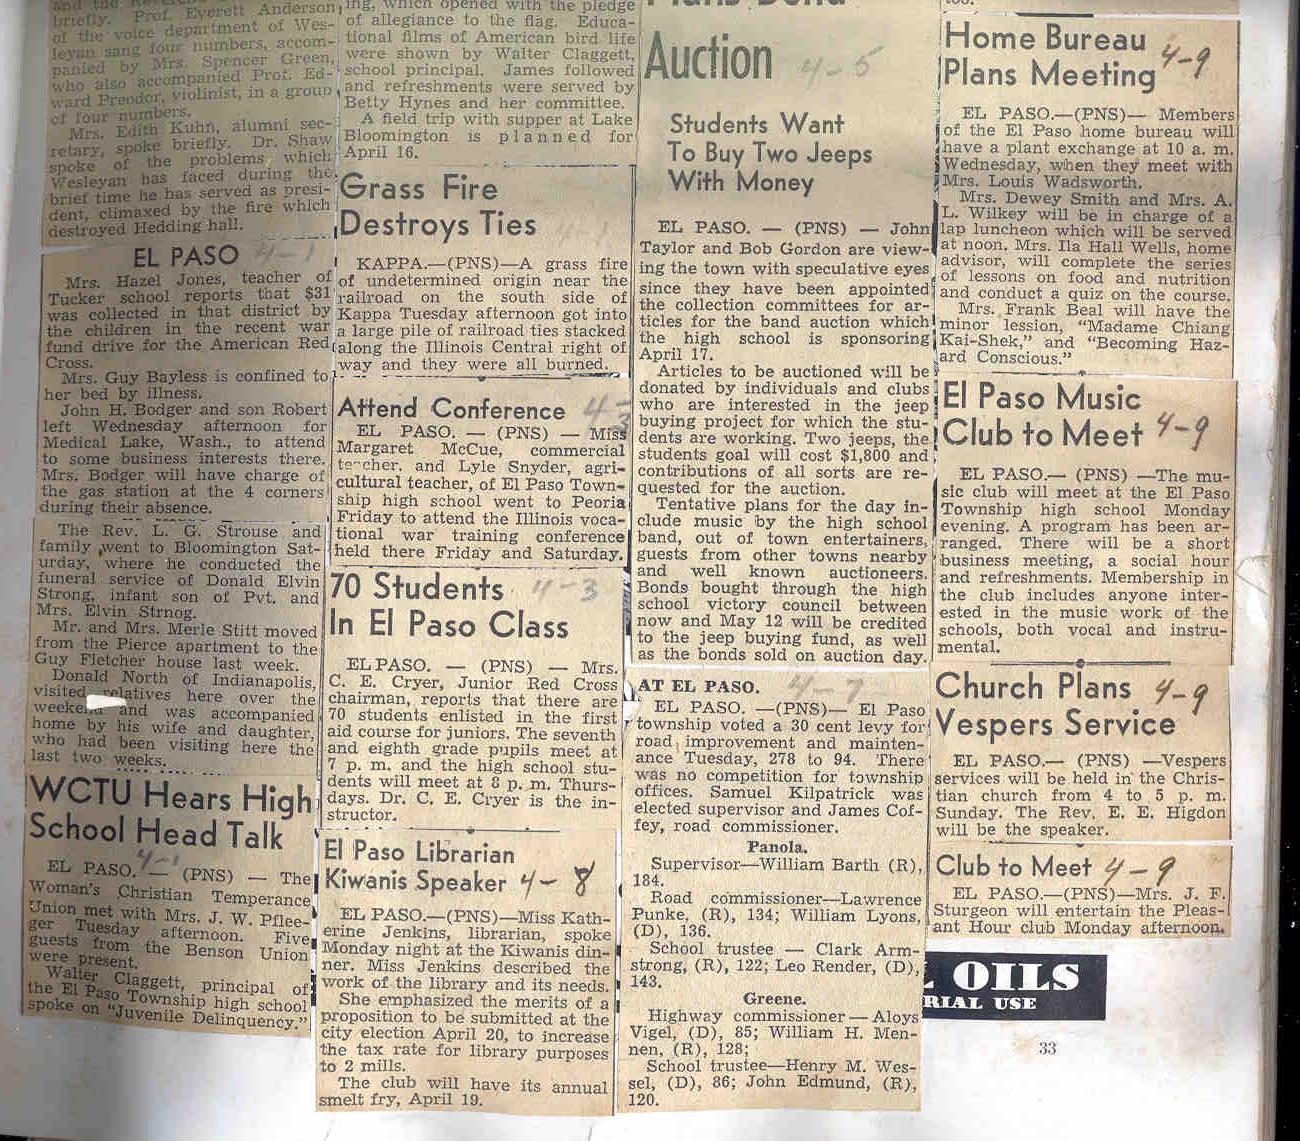 briefly. Prof. Everett Anderson
of the voice department of Wes-
leyan sang four numbers, accom-
panied by Mrs. Spencer Green,
who also accompanied Prof. Ed-
ward Preodor, violinist, in a group
of four numbers.
Mrs. Edith Kuhn, alumni sec-
retary, spoke briefly. Dr. Shaw
spoke of the problems which
Wesleyan has faced during the
brief time he has served as presi-
dent, climaxed by the fire which
destroyed Hedding hall.
EL PASO 4-1
Mrs. Hazel Jones, teacher of
Tucker school reports that $31
was collected in that district by
the children in the recent war
fund drive for the American Red
Cross.
Mrs. Guy Bayless is confined to
her bed by illness.
John H. Bodger and son Robert
left Wednesday afternoon for
Medical Lake, Wash., to attend
to some business interests there.
Mrs. Bodger will have charge of
the gas station at the 4 corners
during their absence.
The Rev. L. G. Strouse and
family went to Bloomington Sat-
urday, where he conducted the
funeral service of Donald Elvin
Strong, infant son of Pvt. and
Mrs. Elvin Strnog.
Mr. and Mrs. Merle Stitt moved
from the Pierce apartment to the
Guy Fletcher house last week.
Donald North of Indianapolis,
visited relatives here over the
weekend and was accompanied
home by his wife and daughter,
who had been visiting here the
last two weeks.
WCTU Hears High
School Head Talk
4-1
EL PASO. — (PNS) — The
Woman's Christian Temperance
Union met with Mrs. J. W. Pflee-
ger Tuesday afternoon. Five
guests from the Benson Union
were present.
Walter Claggett, principal of
the El Paso Township high school
spoke on "Juvenile Delinquency."
ing, which opened with the pledge
of allegiance to the flag. Educa-
tional films of American bird life
were shown by Walter Claggett,
school principal. James followed
and refreshments were served by
Betty Hynes and her committee.
A field trip with supper at Lake
Bloomington is planned for
April 16.
Grass Fire
Destroys Ties
KAPPA.—(PNS)—A grass fire
of undetermined origin near the
railroad on the south side of
Kappa Tuesday afternoon got into
a large pile of railroad ties stacked
along the Illinois Central right of
way and they were all burned.
Attend Conference 4-3
EL PASO. — (PNS) — Miss
Margaret McCue, commercial
teacher, and Lyle Snyder, agri-
cultural teacher, of El Paso Town-
ship high school went to Peoria
Friday to attend the Illinois voca-
tional war training conference
held there Friday and Saturday.
70 Students 4-3
In El Paso Class
EL PASO. — (PNS) — Mrs.
C. E. Cryer, Junior Red Cross
chairman, reports that there are
70 students enlisted in the first
aid course for juniors. The seventh
and eighth grade pupils meet at
7 p. m. and the high school stu-
dents will meet at 8 p. m. Thurs-
days. Dr. C. E. Cryer is the in-
structor.
El Paso Librarian
Kiwanis Speaker 4-8
EL PASO.—(PNS)—Miss Kath-
erine Jenkins, librarian, spoke
Monday night at the Kiwanis din-
ner. Miss Jenkins described the
work of the library and its needs.
She emphasized the merits of a
proposition to be submitted at the
city election April 20, to increase
the tax rate for library purposes
to 2 mills.
The club will have its annual
smelt fry, April 19.
Plans Bond
Auction 4-5
Students Want
To Buy Two Jeeps
With Money
EL PASO. — (PNS) — John
Taylor and Bob Gordon are view-
ing the town with speculative eyes
since they have been appointed
the collection committees for ar-
ticles for the band auction which
the high school is sponsoring
April 17.
Articles to be auctioned will be
donated by individuals and clubs
who are interested in the jeep
buying project for which the stu-
dents are working. Two jeeps, the
students goal will cost $1,800 and
contributions of all sorts are re-
quested for the auction.
Tentative plans for the day in-
clude music by the high school
band, out of town entertainers,
guests from other towns nearby
and well known auctioneers.
Bonds bought through the high
school victory council between
now and May 12 will be credited
to the jeep buying fund, as well
as the bonds sold on auction day.
AT EL PASO. 4-7
EL PASO. —(PNS)— El Paso
township voted a 30 cent levy for
road improvement and mainten-
ance Tuesday, 278 to 94. There
was no competition for township
offices. Samuel Kilpatrick was
elected supervisor and James Cof-
fey, road commissioner.
Panola.
Supervisor—William Barth (R),
184.
Road commissioner—Lawrence
Punke, (R), 134; William Lyons,
(D), 136.
School trustee — Clark Arm-
strong, (R), 122; Leo Render, (D),
143.
Greene.
Highway commissioner — Aloys
Vigel, (D), 85; William H. Men-
nen, (R), 128;
School trustee—Henry M. Wes-
sel, (D), 86; John Edmund, (R),
120.
too.
Home Bureau
Plans Meeting 4-9
EL PASO.—(PNS)— Members
of the El Paso home bureau will
have a plant exchange at 10 a. m.
Wednesday, when they meet with
Mrs. Louis Wadsworth.
Mrs. Dewey Smith and Mrs. A.
L. Wilkey will be in charge of a
lap luncheon which will be served
at noon. Mrs. Ila Hall Wells, home
advisor, will complete the series
of lessons on food and nutrition
and conduct a quiz on the course.
Mrs. Frank Beal will have the
minor lession, "Madame Chiang
Kai-Shek," and "Becoming Haz-
ard Conscious."
El Paso Music
Club to Meet 4-9
EL PASO.— (PNS) —The mu-
sic club will meet at the El Paso
Township high school Monday
evening. A program has been ar-
ranged. There will be a short
business meeting, a social hour
and refreshments. Membership in
the club includes anyone inter-
ested in the music work of the
schools, both vocal and instru-
mental.
Church Plans 4-9
Vespers Service
EL PASO.— (PNS) —Vespers
services will be held in the Chris-
tian church from 4 to 5 p. m.
Sunday. The Rev. E. E. Higdon
will be the speaker.
Club to Meet 4-9
EL PASO.—(PNS)—Mrs. J. F.
Sturgeon will entertain the Pleas-
ant Hour club Monday afternoon.
OILS
RIAL USE
33